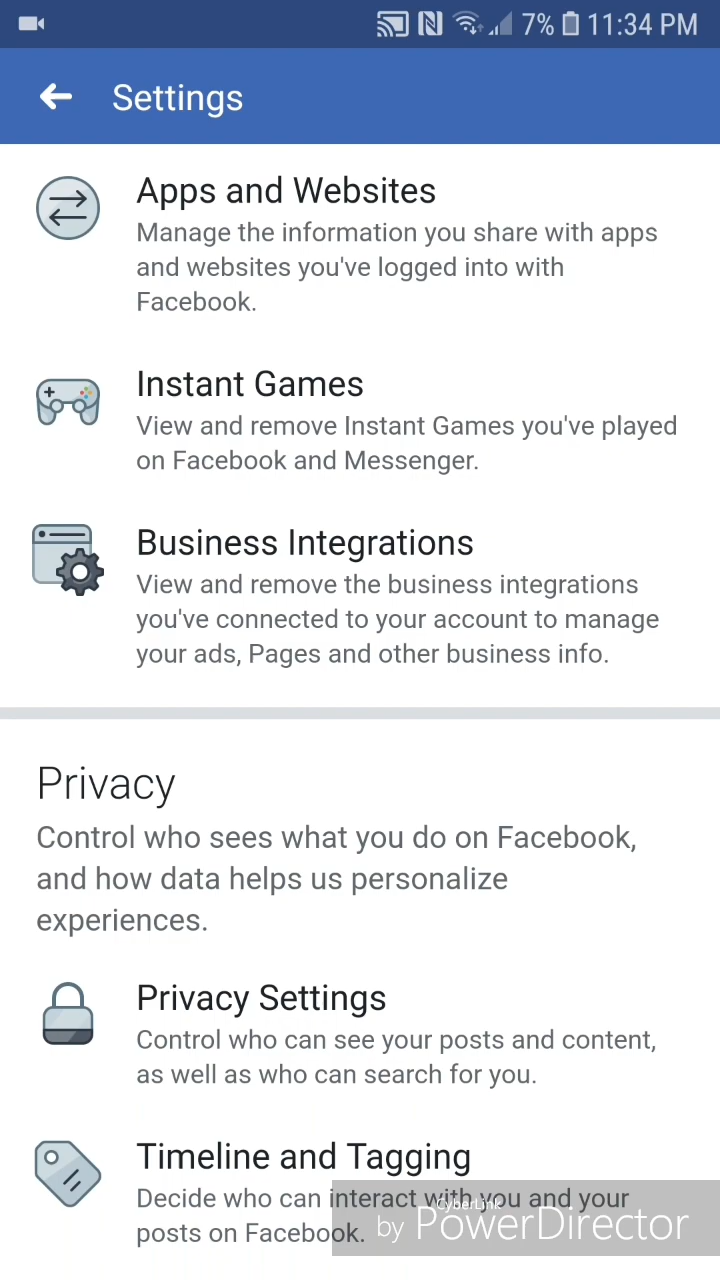 7% 11:34 PM
Settings
Apps and Websites
Manage the information you share with apps
and websites you've logged into with
Facebook.
Instant Games
View and remove Instant Games you've played
on Facebook and Messenger.
Business Integrations
View and remove the business integrations
you've connected to your account to manage
your ads, Pages and other business info.
Privacy
Control who sees what you do on Facebook,
and how data helps us personalize
experiences.
Privacy Settings
Control who can see your posts and content,
as well as who can search for you.
Timeline and Tagging
Decide who can interact with you and your
posts on Facebook.
CyberLink
by PowerDirector